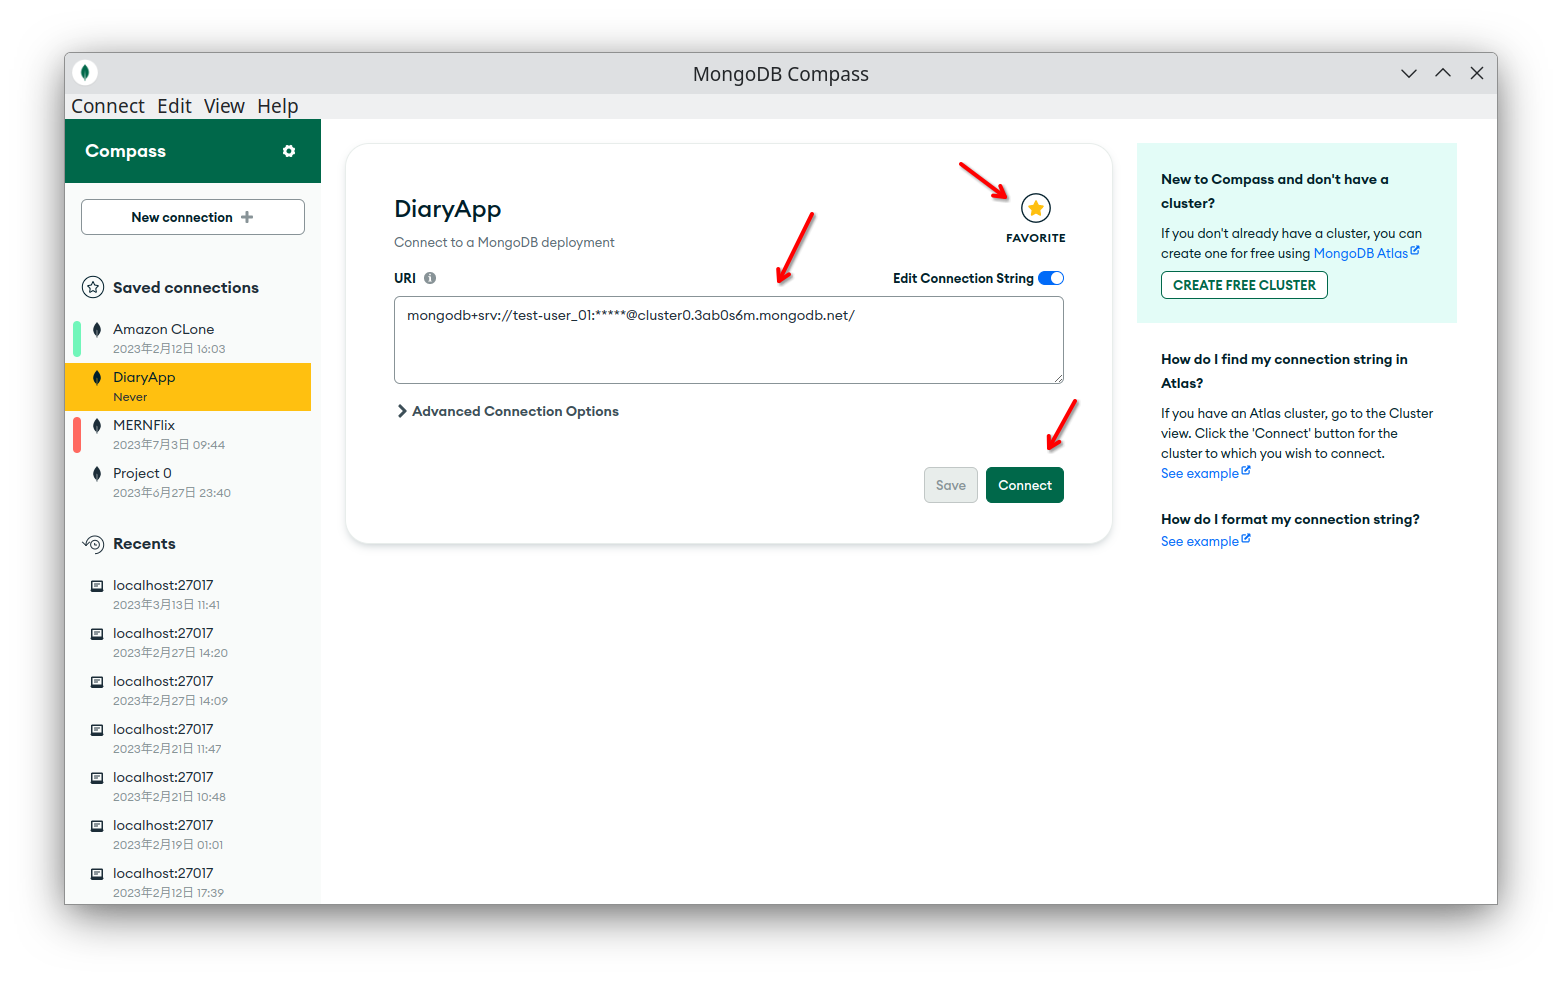 MongoDB Compass
Connect Edit View Help
Compass
New connection
Saved connections
Amazon CLone
2023年2月12日 16:03
DiaryApp
Never
MERNFlix
2023年7月3日 09:44
Project 0
2023年6月27日 23:40
Recents
localhost:27017
2023年3月13日 11:41
localhost:27017
2023年2月27日 14:20
localhost:27017
2023年2月27日 14:09
localhost:27017
2023年2月21日 11:47
localhost:27017
2023年2月21日 10:48
localhost:27017
2023年2月19日 01:01
localhost:27017
2023年2月12日 17:39
DiaryApp
Connect to a MongoDB deployment
FAVORITE
URI
Edit Connection String
mongodb+srv://test-user_01:*****@cluster0.3ab0s6m.mongodb.net/
Advanced Connection Options
Save
Connect
New to Compass and don't have a
cluster?
If you don't already have a cluster, you can
create one for free using MongoDB Atlas
CREATE FREE CLUSTER
How do I find my connection string in
Atlas?
If you have an Atlas cluster, go to the Cluster
view. Click the 'Connect' button for the
cluster to which you wish to connect.
See example
How do I format my connection string?
See example